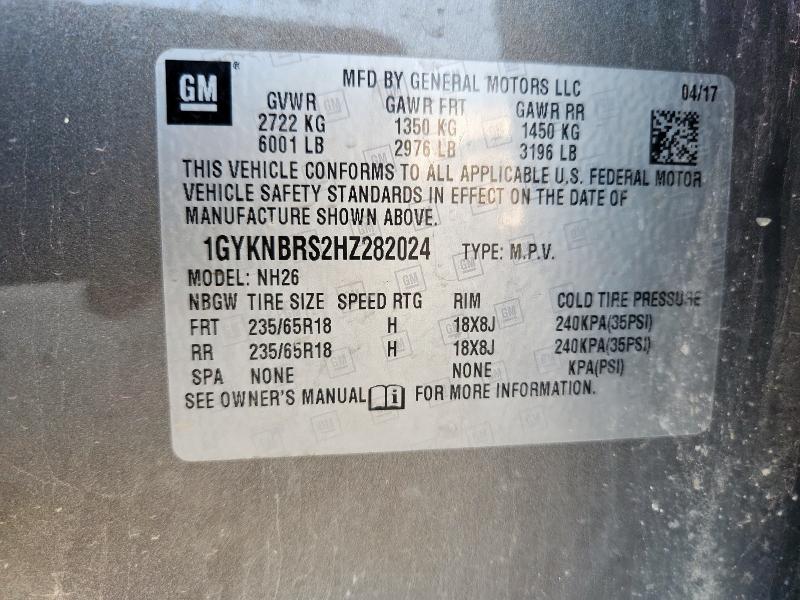 GM ®
MFD BY GENERAL MOTORS LLC 04/17
GVWR GAWR FRT GAWR RR
2722 KG 1350 KG 1450 KG
6001 LB 2976 LB 3196 LB
THIS VEHICLE CONFORMS TO ALL APPLICABLE U.S. FEDERAL MOTOR
VEHICLE SAFETY STANDARDS IN EFFECT ON THE DATE OF
MANUFACTURE SHOWN ABOVE.
1GYKNBRS2HZ282024 TYPE: M.P.V.
MODEL: NH26
NBGW TIRE SIZE SPEED RTG RIM COLD TIRE PRESSURE
FRT 235/65R18 H 18X8J 240KPA(35PSI)
RR 235/65R18 H 18X8J 240KPA(35PSI)
SPA NONE NONE KPA(PSI)
SEE OWNER'S MANUAL FOR MORE INFORMATION.